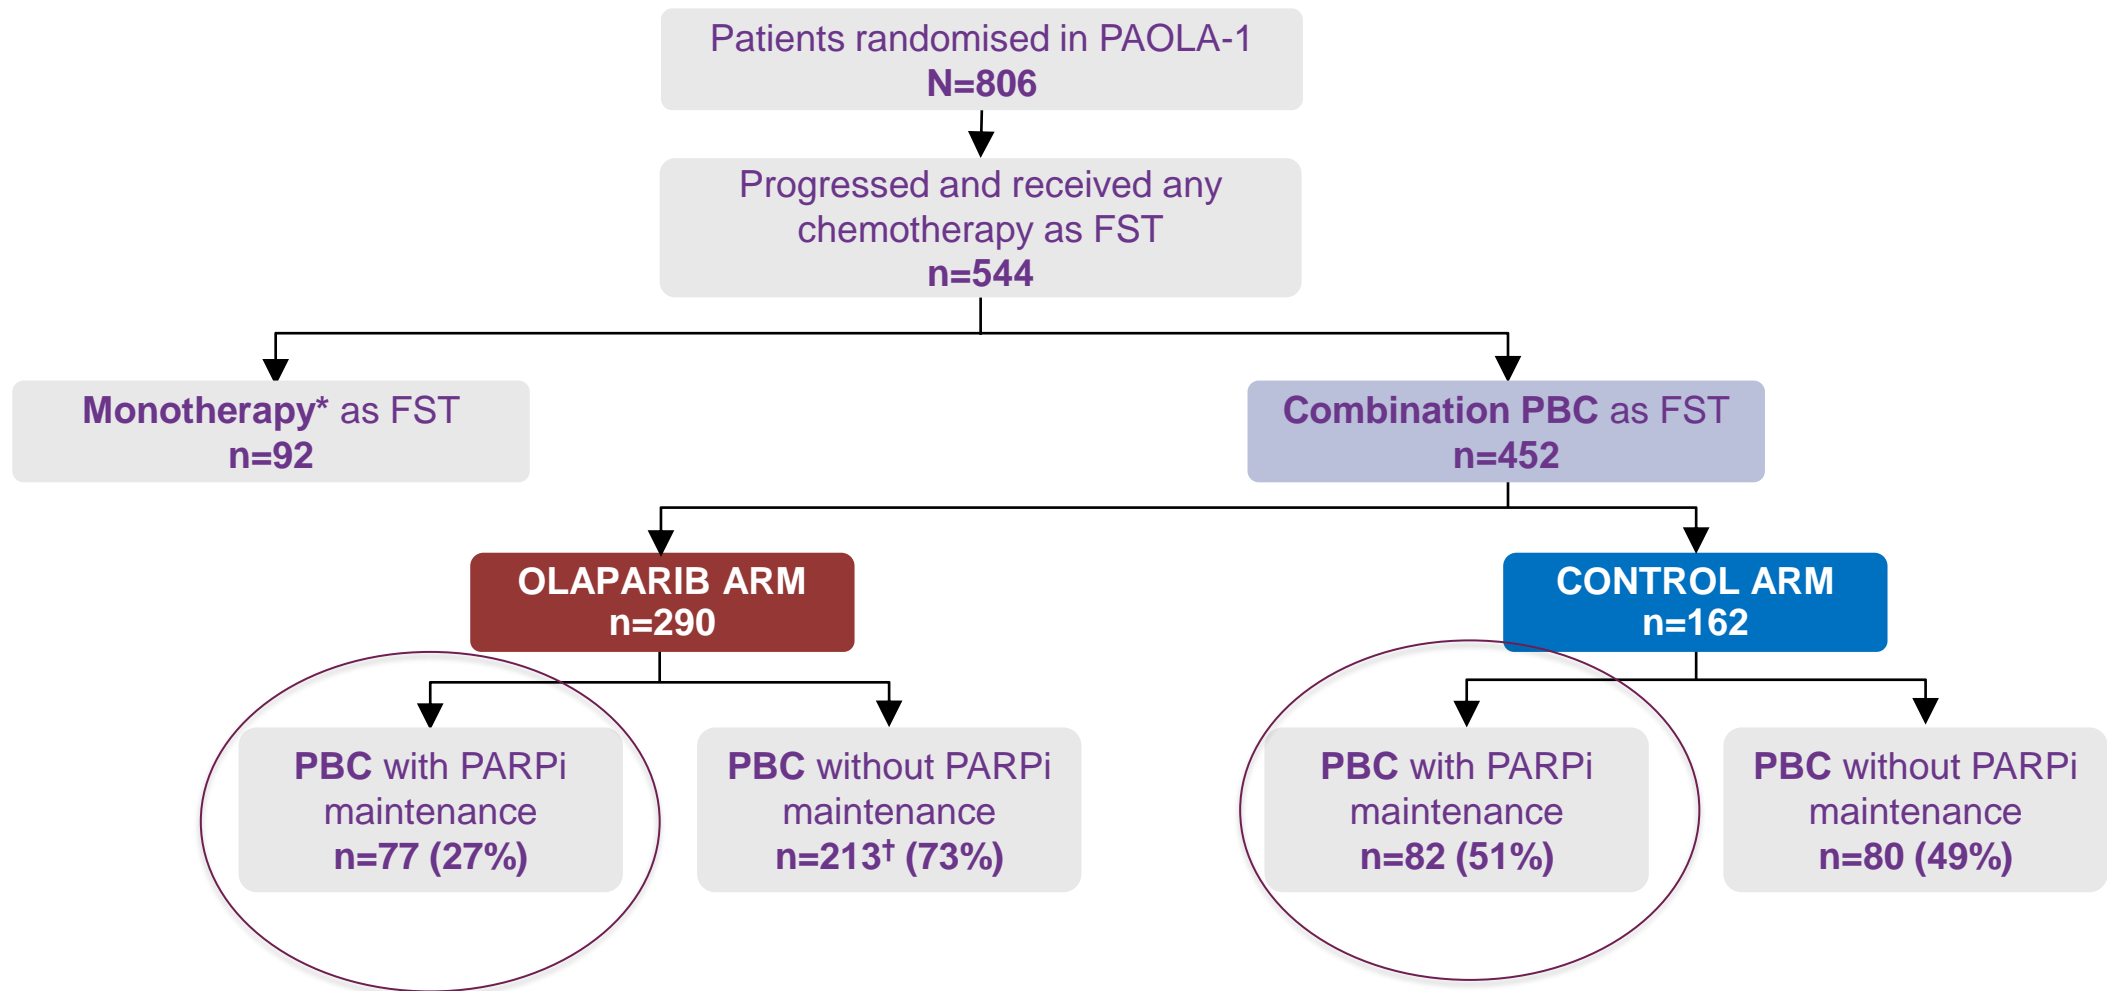 Patients randomised in PAOLA-1
N=806
Progressed and received any
chemotherapy as FST
n=544
Monotherapy* as FST
n=92
Combination PBC as FST
n=452
OLAPARIB ARM
n=290
CONTROL ARM
n=162
PBC with PARPi
maintenance
n=77 (27%)
PBC without PARPi
maintenance
n=213† (73%)
PBC with PARPi
maintenance
n=82 (51%)
PBC without PARPi
maintenance
n=80 (49%)